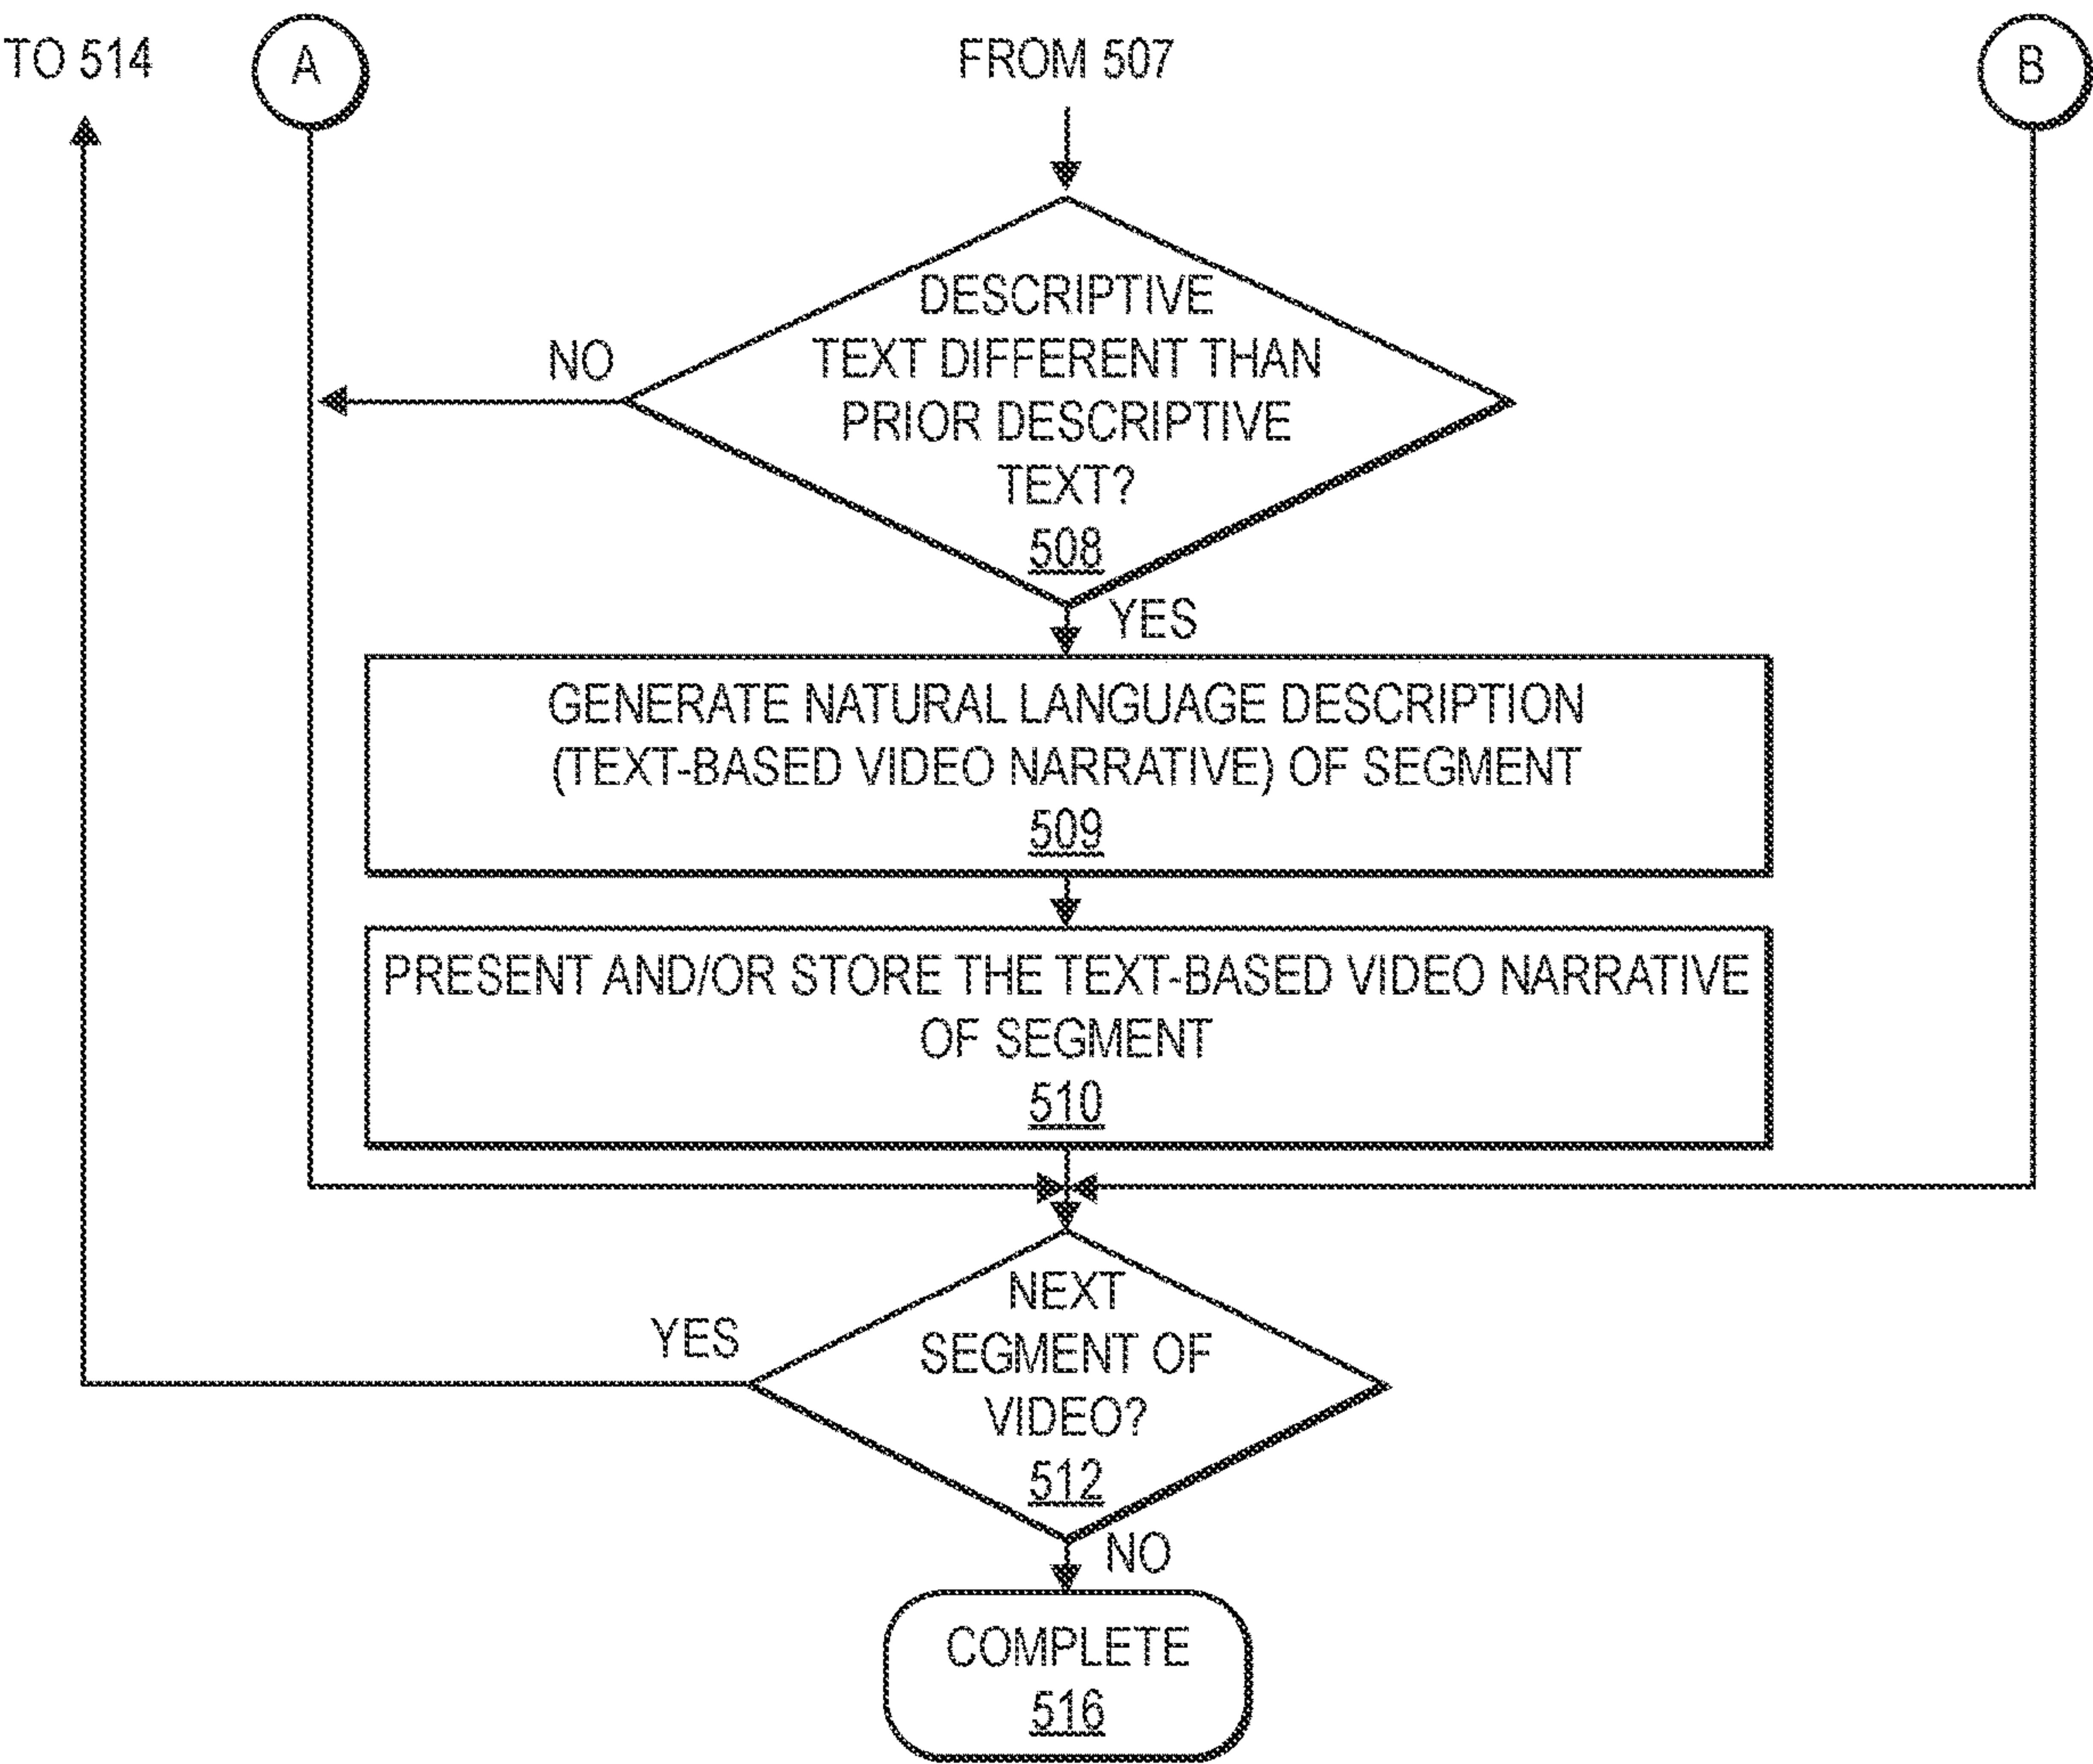 TO 514
A
FROM 507
B
DESCRIPTIVE
TEXT DIFFERENT THAN
PRIOR DESCRIPTIVE
TEXT?
508
NO
YES
GENERATE NATURAL LANGUAGE DESCRIPTION
(TEXT-BASED VIDEO NARRATIVE) OF SEGMENT
509
PRESENT AND/OR STORE THE TEXT-BASED VIDEO NARRATIVE
OF SEGMENT
510
NEXT
SEGMENT OF
VIDEO?
512
YES
NO
COMPLETE
516